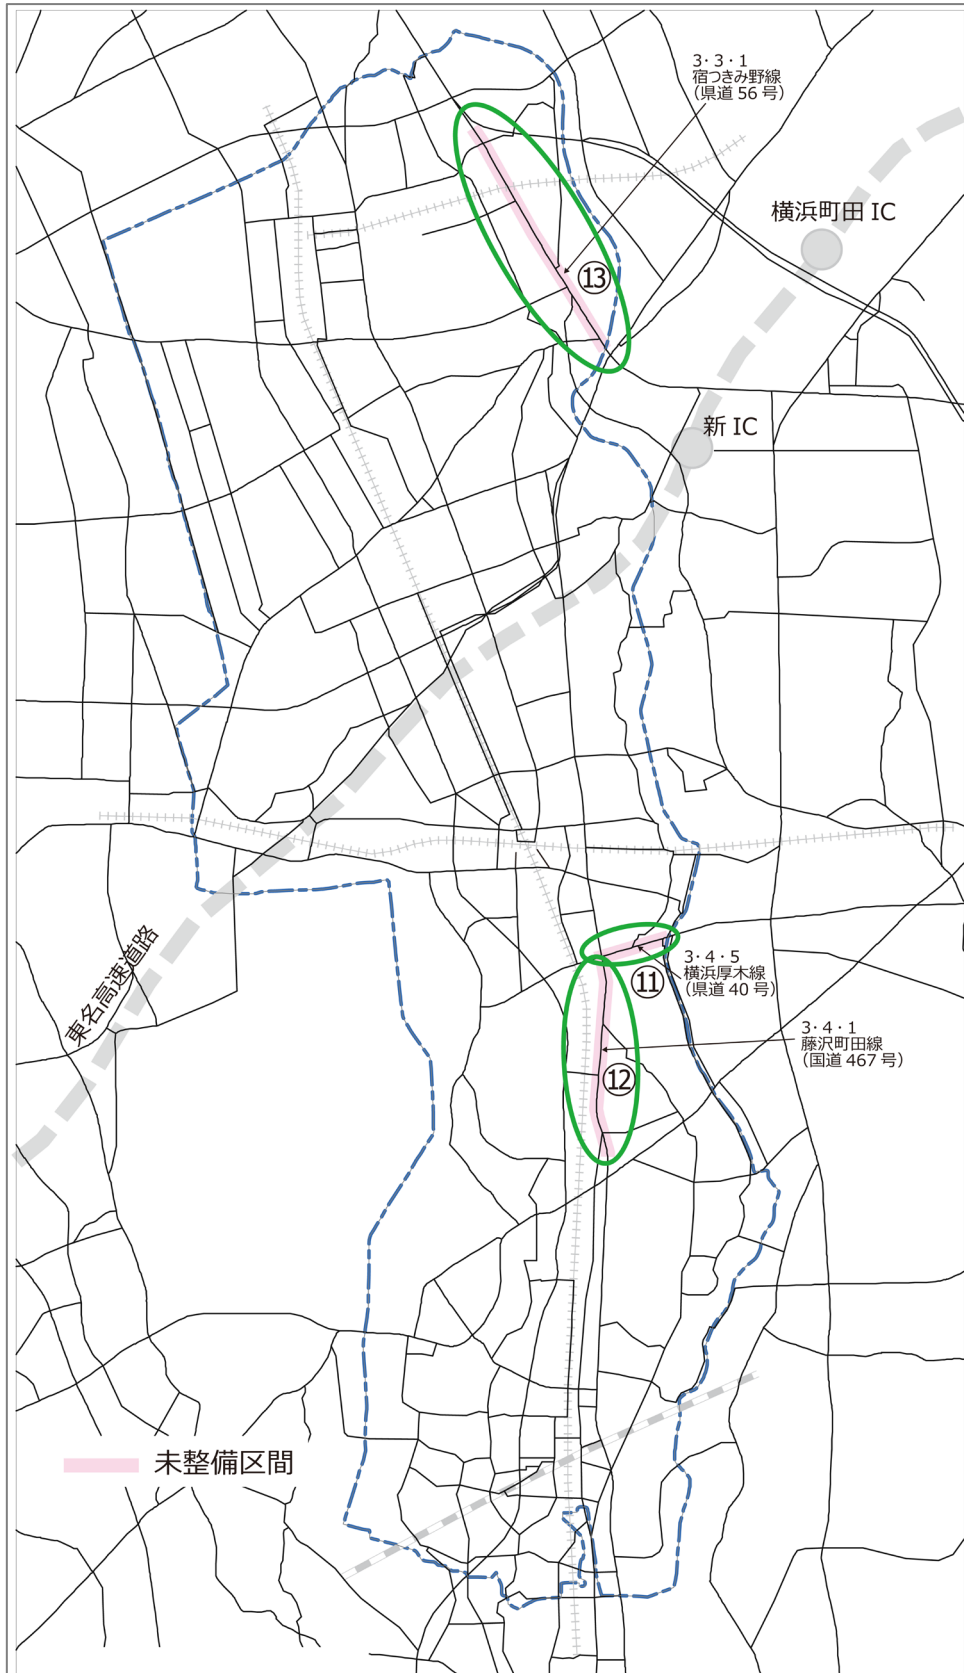 3・3・1
宿つきみ野線
(県道 56 号)
横浜町田 IC
⑬
新 IC
東名高速道路
3・4・5
横浜厚木線
(県道 40 号)
⑪
3・4・1
藤沢町田線
(国道 467 号)
⑫
未整備区間